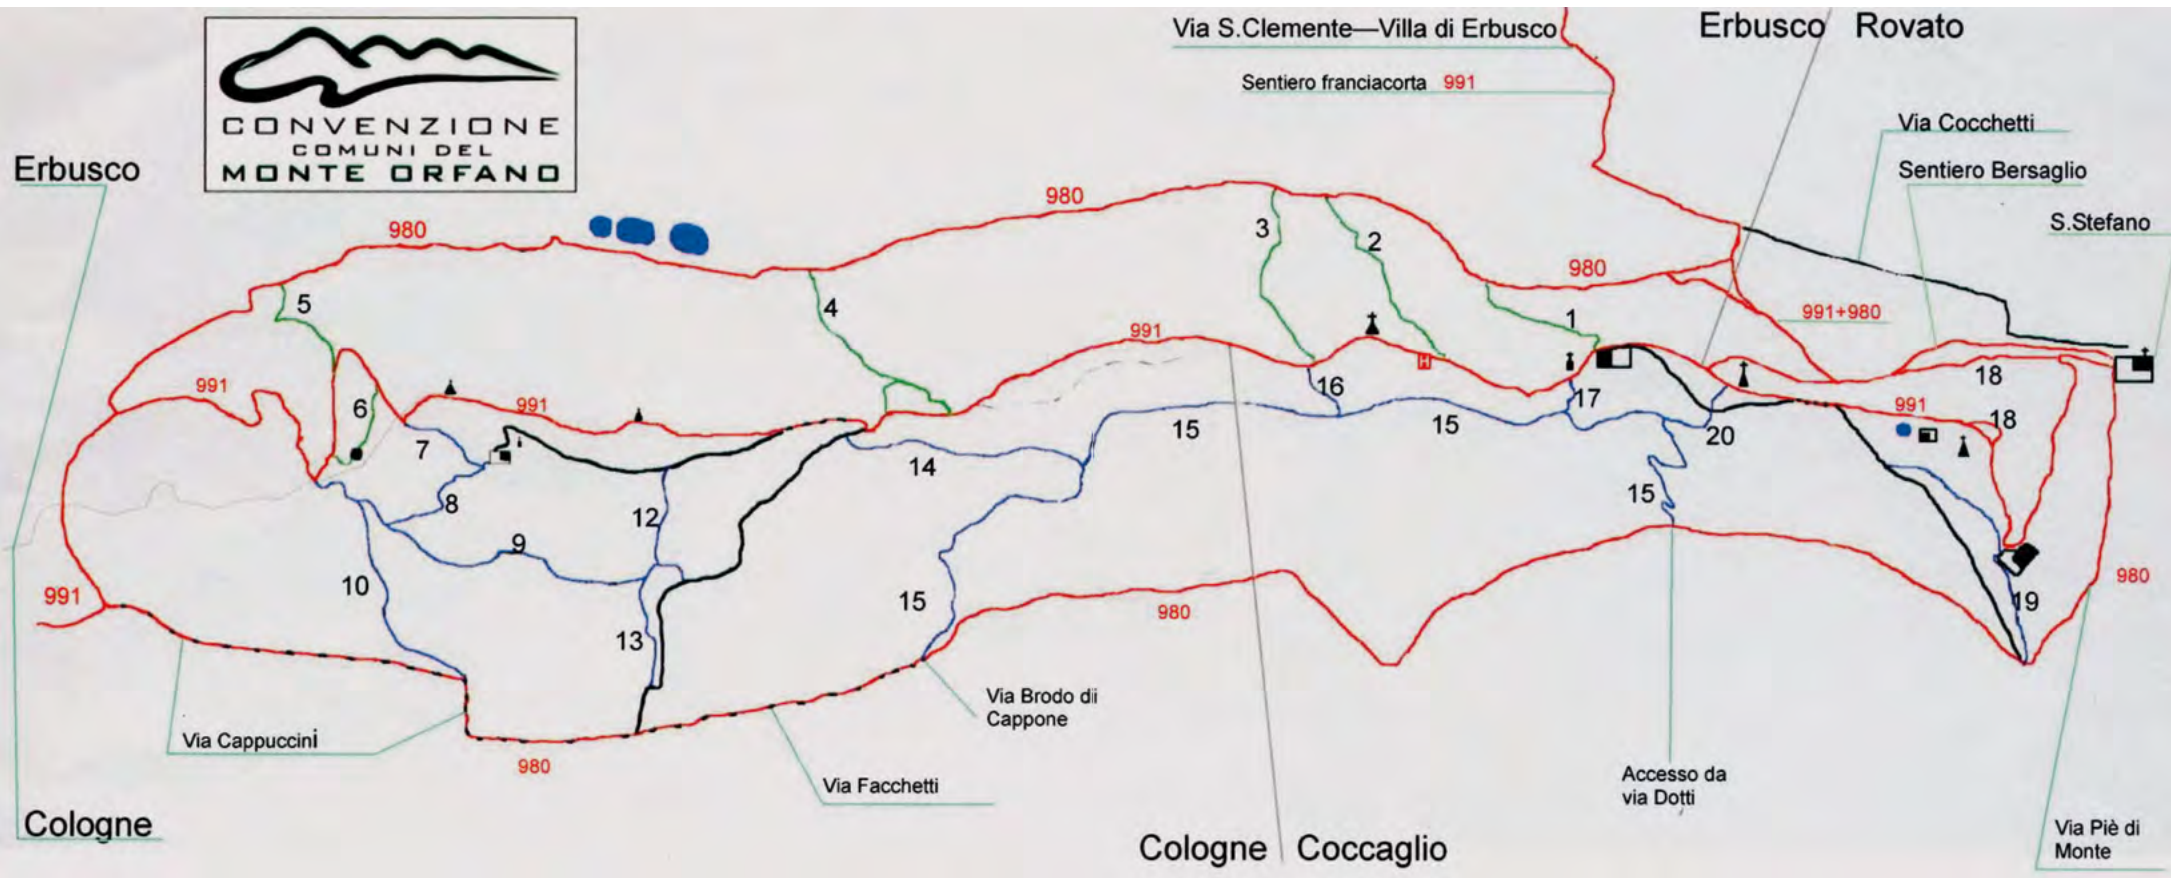 Via S.Clemente—Villa di Erbusco
Erbusco
Rovato
Sentiero franciacorta 991
CONVENZIONE
COMUNI DEL
MONTE ORFANO
Via Cocchetti
Erbusco
Sentiero Bersaglio
S.Stefano
980
980
3
2
980
5
4
1
991+980
991
991
18
6
16
17
991
991
18
7
15
15
20
14
8
12
15
9
10
991
15
980
19
980
13
Via Brodo dii
Cappone
Via Cappuccini
980
Accesso da
via Dotti
Via Facchetti
Cologne
Cologne
Coccaglio
Via Piè di
Monte